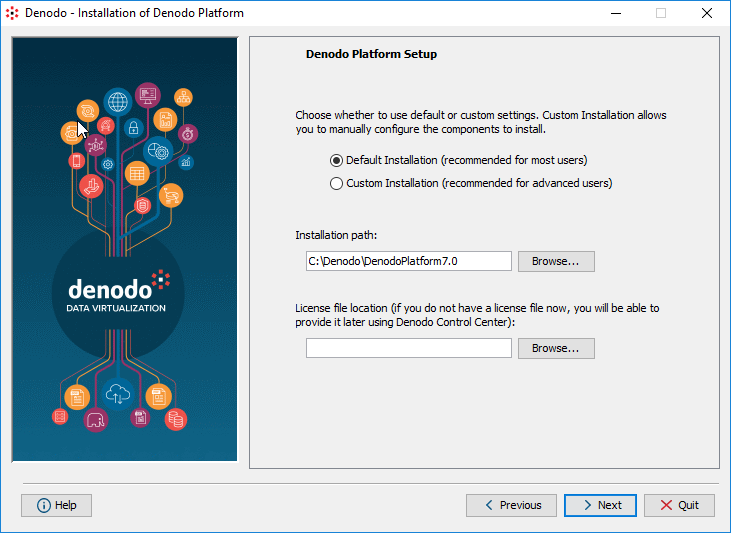 Denodo - Installation of Denodo Platform
denodo
DATA VIRTUALIZATION
Denodo Platform Setup
Choose whether to use default or custom settings. Custom Installation allows
you to manually configure the components to install.
Default Installation (recommended for most users)
Custom Installation (recommended for advanced users)
Installation path:
C:\Denodo\DenodoPlatform7.0
Browse...
License file location (if you do not have a license file now, you will be able to
provide it later using Denodo Control Center):
Browse...
Help
Previous
Next
Quit